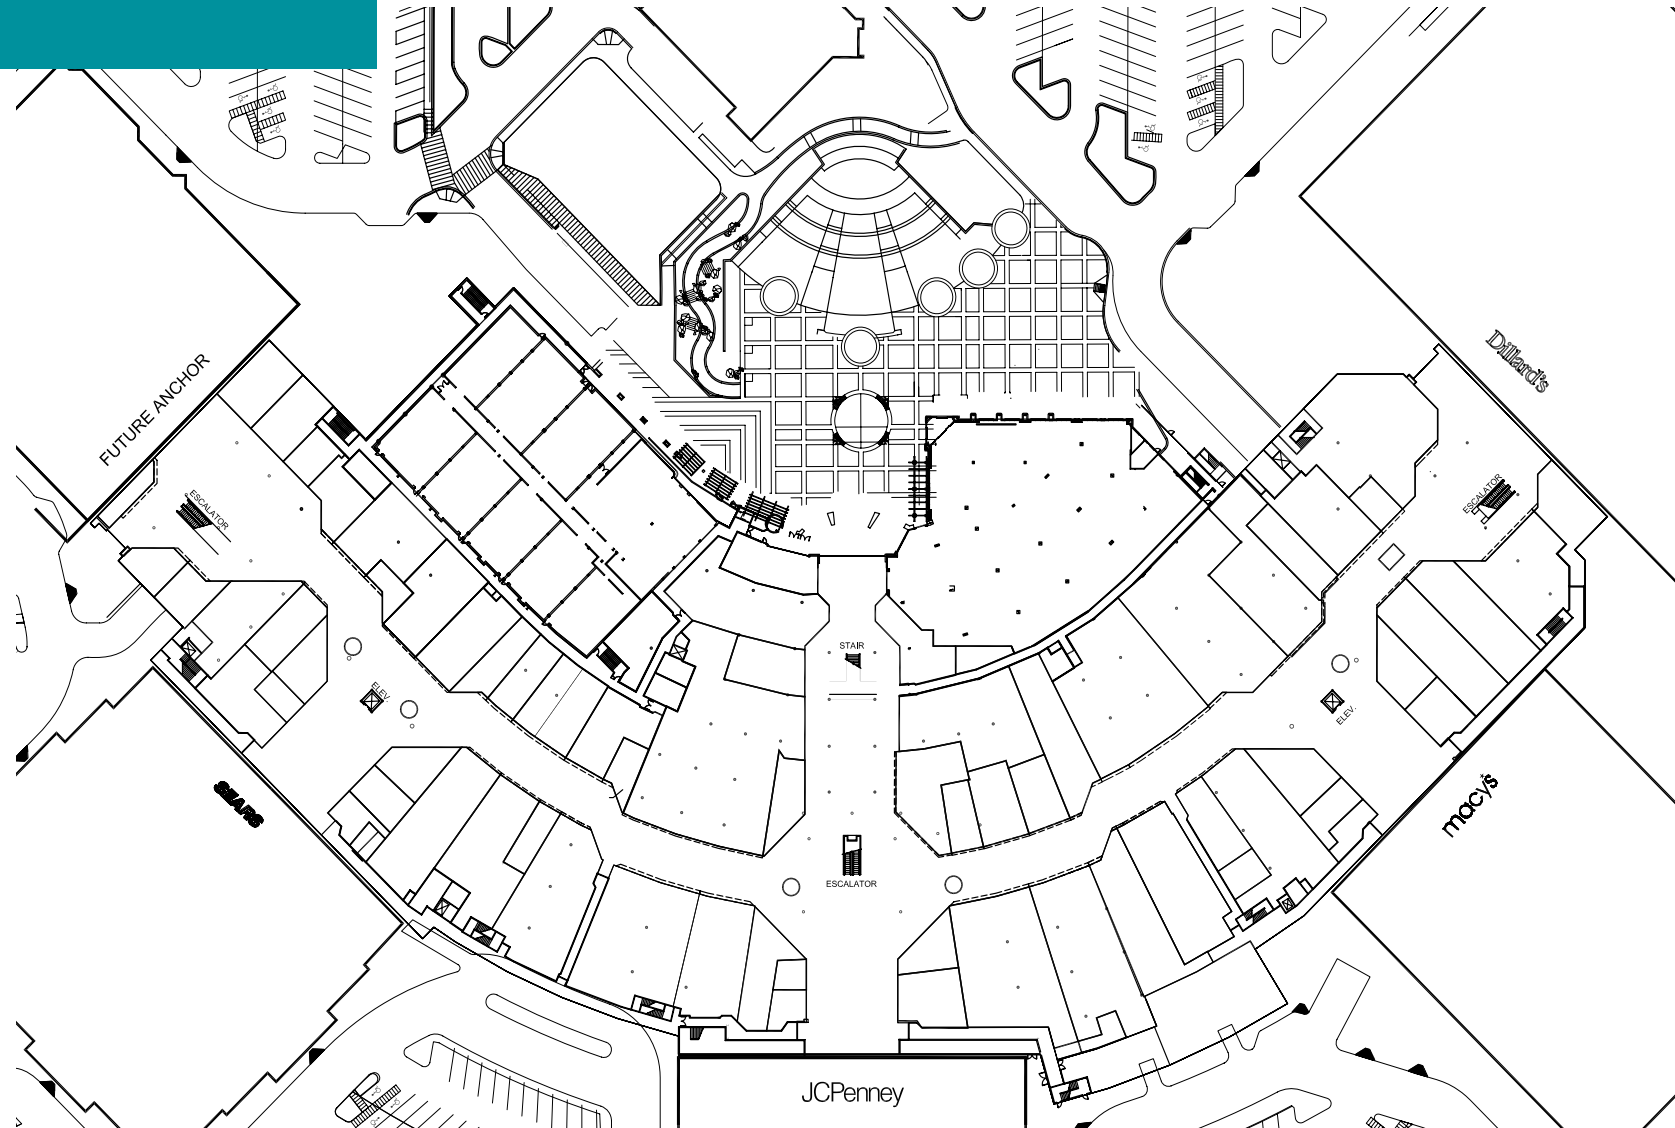 Dillard's
FUTURE ANCHOR
ESCALATOR
ESCALATOR
STAIR
ELEV.
ELEV.
SEARS
macy's
ESCALATOR
JCPenney